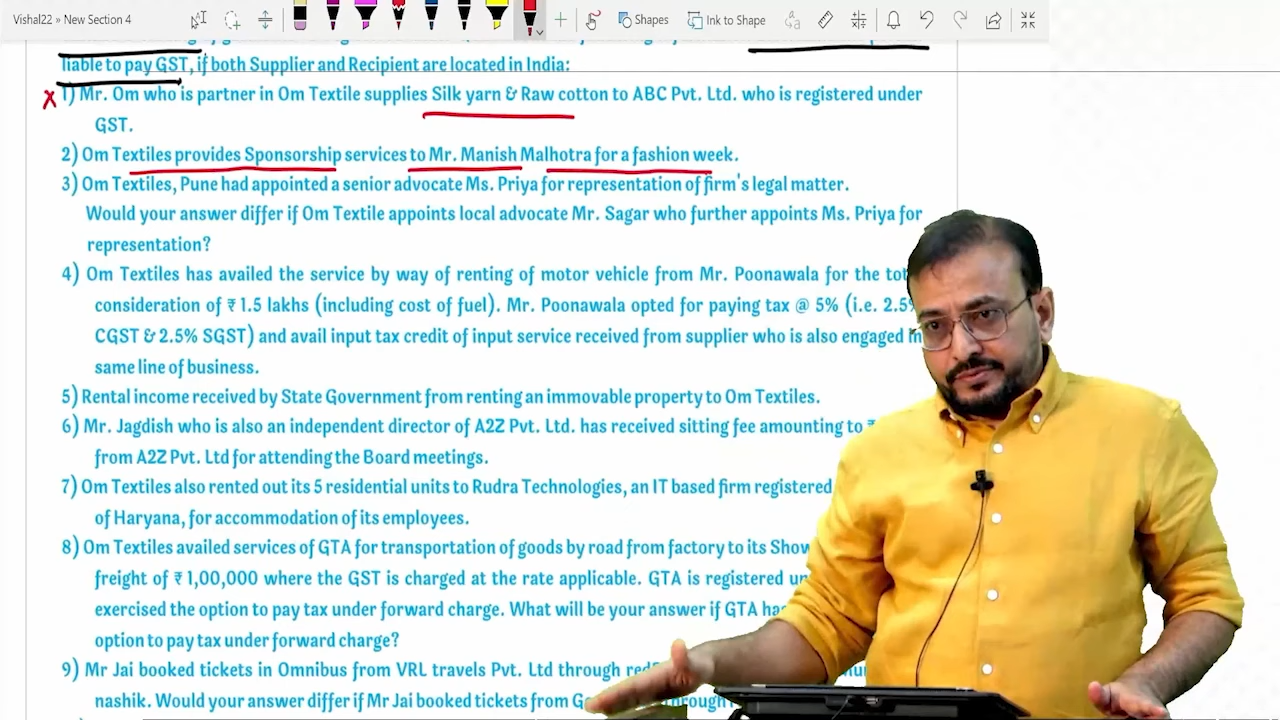 Vishal22 » New Section 4
Shapes
Ink to Shape
liable to pay GST, if both Supplier and Recipient are located in India:
X 1) Mr. Om who is partner in Om Textile supplies Silk yarn & Raw cotton to ABC Pvt. Ltd. who is registered under
GST.
2) Om Textiles provides Sponsorship services to Mr. Manish Malhotra for a fashion week.
3) Om Textiles, Pune had appointed a senior advocate Ms. Priya for representation of firm's legal matter.
Would your answer differ if Om Textile appoints local advocate Mr. Sagar who further appoints Ms. Priya for
representation?
4) Om Textiles has availed the service by way of renting of motor vehicle from Mr. Poonawala for the
consideration of ₹ 1.5 lakhs (including cost of fuel). Mr. Poonawala opted for paying tax @ 5% (i.e. 2.5%
CGST & 2.5% SGST) and avail input tax credit of input service received from supplier who is also engaged in
same line of business.
5) Rental income received by State Government from renting an immovable property to Om Textiles.
6) Mr. Jagdish who is also an independent director of A2Z Pvt. Ltd. has received sitting fee amounting to
from A2Z Pvt. Ltd for attending the Board meetings.
7) Om Textiles also rented out its 5 residential units to Rudra Technologies, an IT based firm registered
of Haryana, for accommodation of its employees.
8) Om Textiles availed services of GTA for transportation of goods by road from factory to its
freight of ₹ 1,00,000 where the GST is charged at the rate applicable. GTA is registered
exercised the option to pay tax under forward charge. What will be your answer if GTA
option to pay tax under forward charge?
9) Mr Jai booked tickets in Omnibus from VRL travels Pvt. Ltd through
nashik. Would your answer differ if Mr Jai booked tickets from